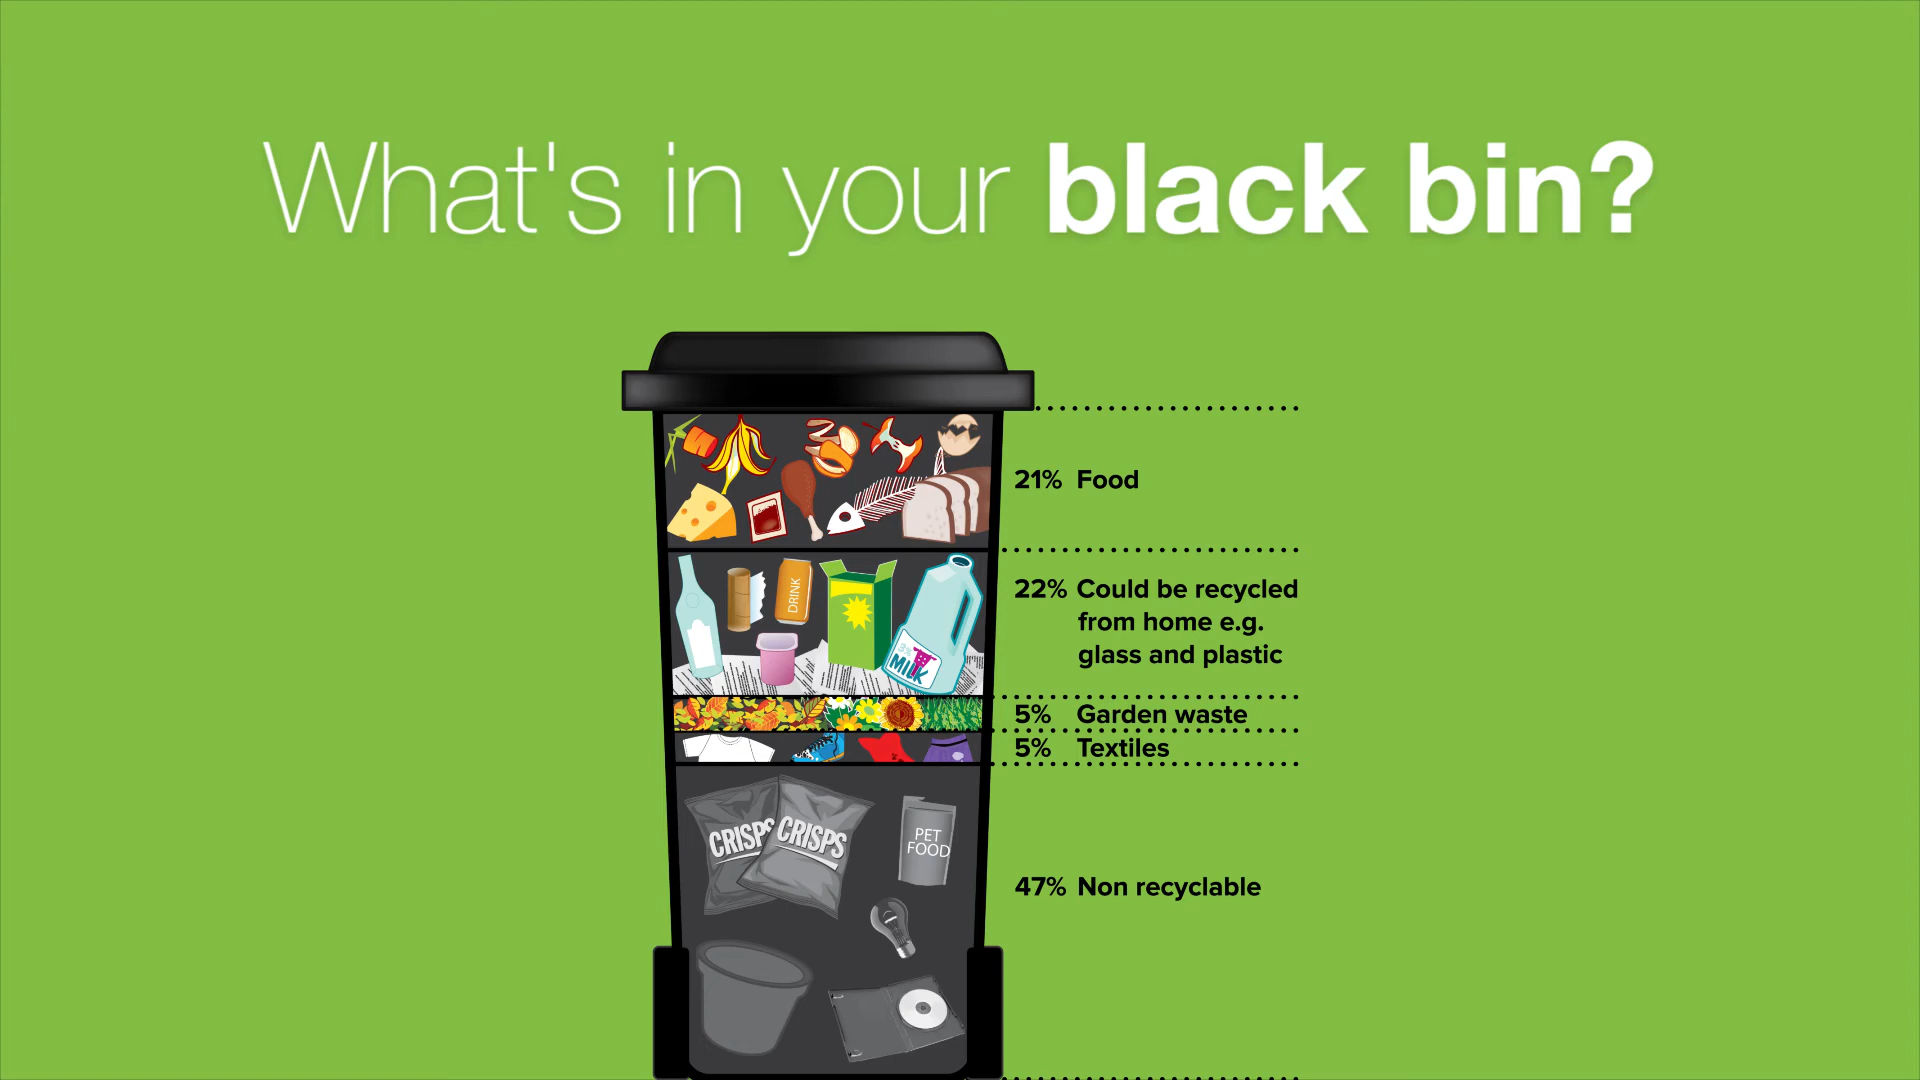 What's in your black bin?
21% Food
DRINK
22% Could be recycled
from home e.g.
glass and plastic
MILK
5% Garden waste
5% Textiles
CRISPS CRISPS
PET
FOOD
47% Non recyclable